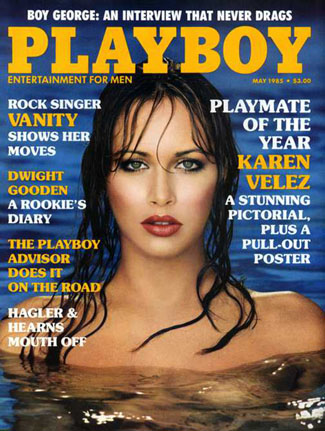 BOY GEORGE: AN INTERVIEW THAT NEVER DRAGS
PLAYBOY
ENTERTAINMENT FOR MEN
MAY 1985 • $3.00
ROCK SINGER
VANITY
SHOWS HER
MOVES
DWIGHT
GOODEN
A ROOKIE'S
DIARY
THE PLAYBOY
ADVISOR
DOES IT
ON THE ROAD
HAGLER &
HEARNS
MOUTH OFF
PLAYMATE
OF THE
YEAR
KAREN
VELEZ
A STUNNING
PICTORIAL,
PLUS A
PULL-OUT
POSTER